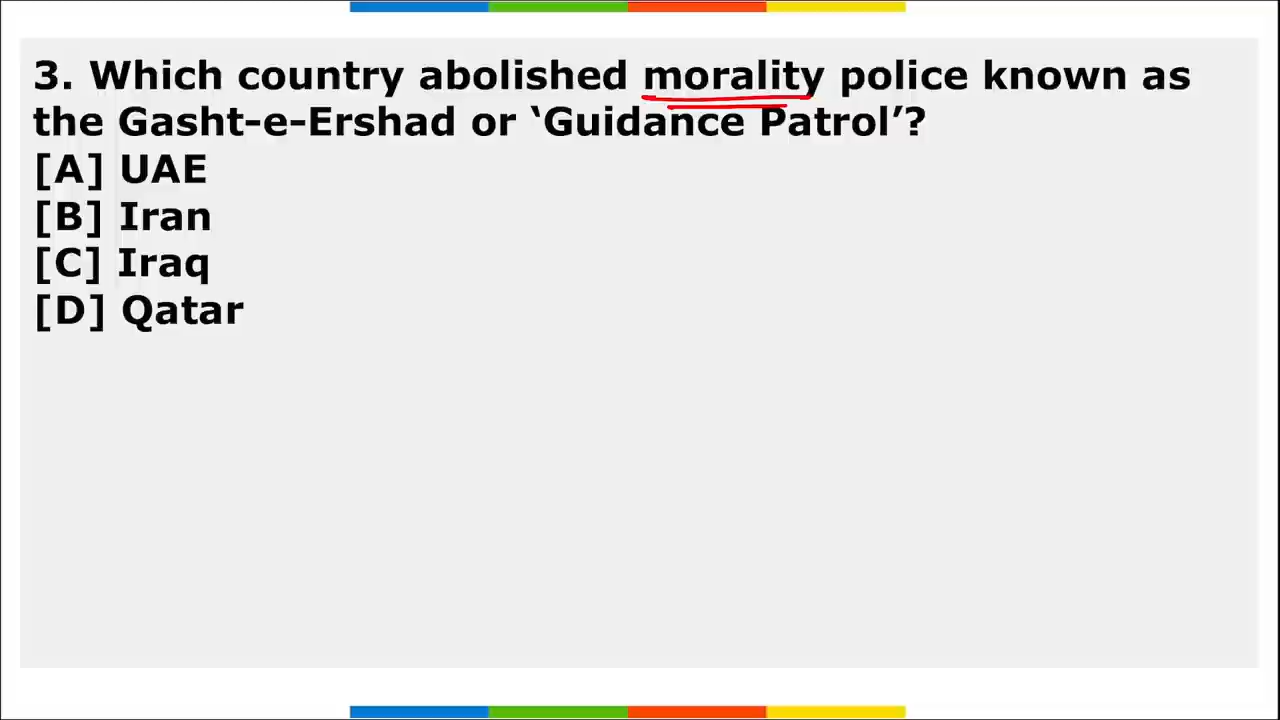 3. Which country abolished morality police known as
the Gasht-e-Ershad or ‘Guidance Patrol’?
[A] UAE
[B] Iran
[C] Iraq
[D] Qatar